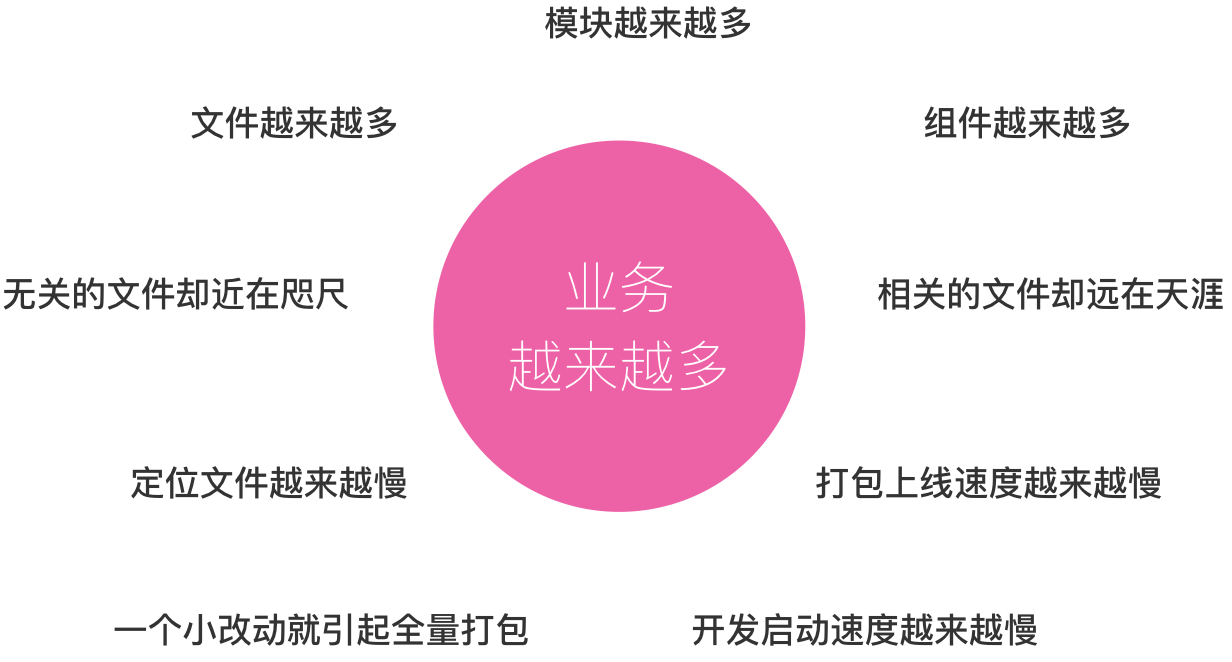 模块越来越多
文件越来越多
组件越来越多
无关的文件却近在咫尺
业务
越来越多
相关的文件却远在天涯
定位文件越来越慢
打包上线速度越来越慢
一个小改动就引起全量打包
开发启动速度越来越慢